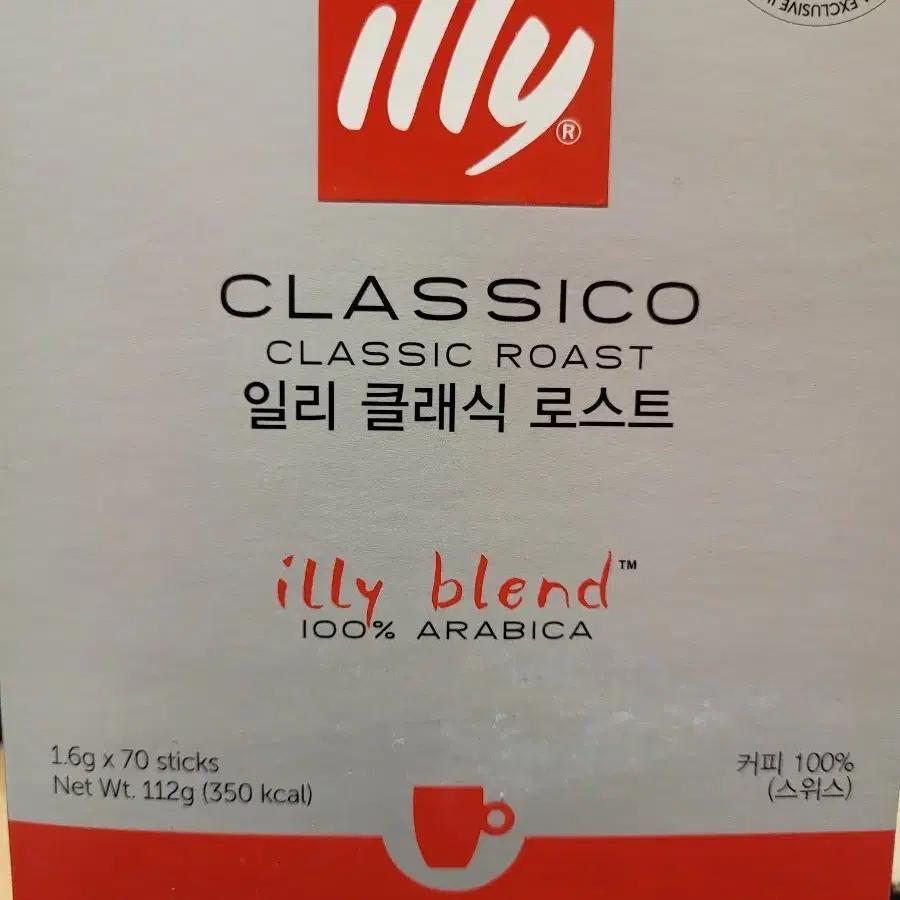 illy®
EXCLUSIVE
CLASSICO
CLASSIC ROAST
일리 클래식 로스트
illy blend™
100% ARABICA
1.6g x 70 sticks
Net Wt. 112g (350 kcal)
커피 100%
(스위스)